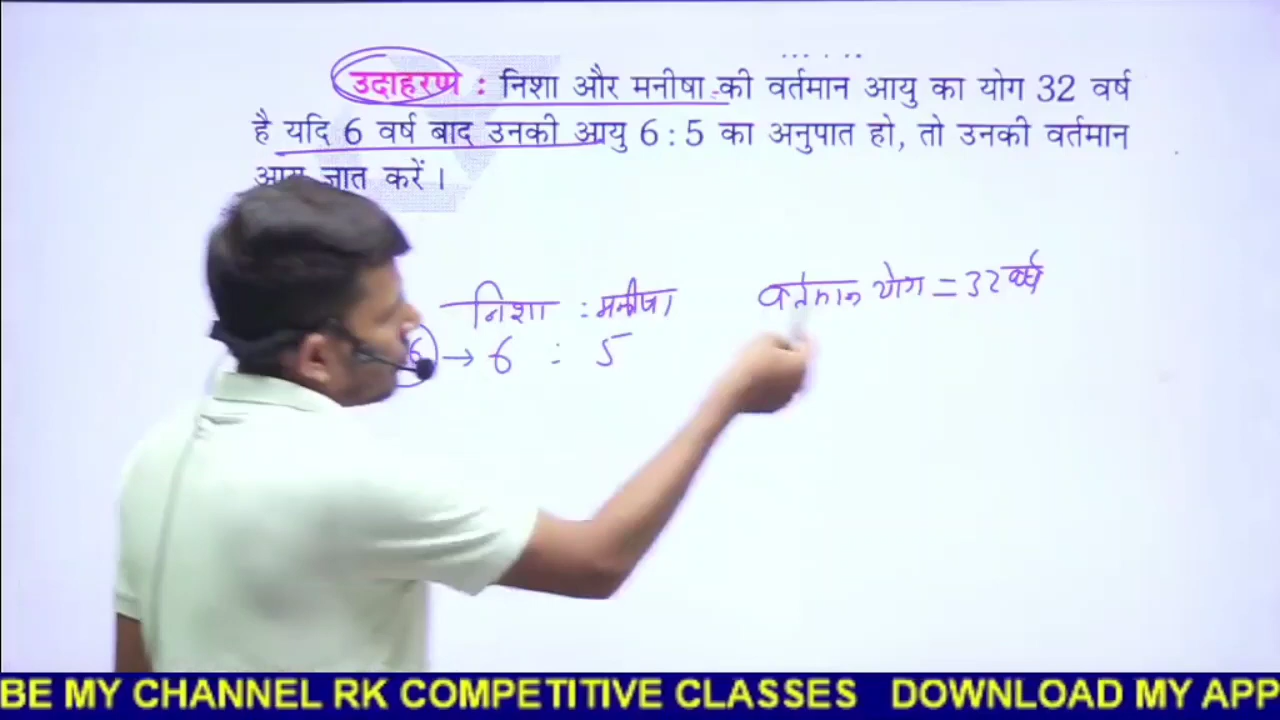 उदाहरण : निशा और मनीषा की वर्तमान आयु का योग 32 वर्ष
है यदि 6 वर्ष बाद उनकी आयु 6 : 5 का अनुपात हो, तो उनकी वर्तमान
आयु ज्ञात करें।
निशा : मनीषा
वर्तमान योग = 32 वर्ष
6 → 6 : 5
BE MY CHANNEL RK COMPETITIVE CLASSES DOWNLOAD MY APP